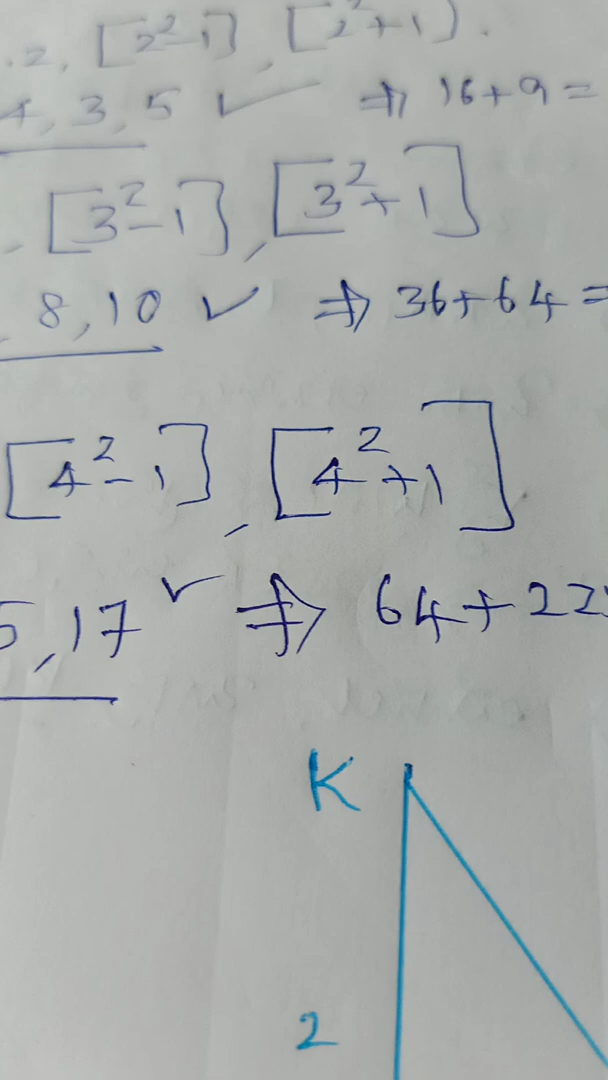 .2, [2²-1], [2²+1].
4, 3, 5 ✓ ⇒ 16+9=
[3²-1], [3²+1]
8, 10 ✓ ⇒ 36+64=
[4²-1], [4²+1]
5, 17 ✓ ⇒ 64+22
K
2